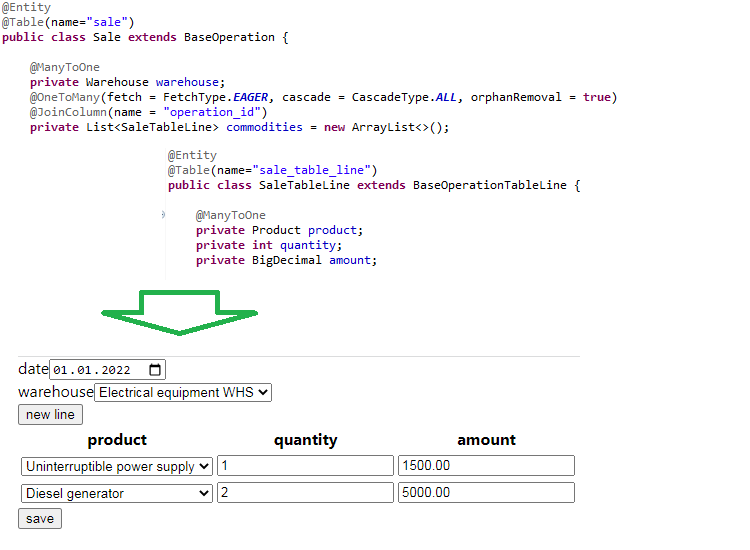 @Entity
@Table(name="sale")
public class Sale extends BaseOperation {
@ManyToOne
private Warehouse warehouse;
@OneToMany(fetch = FetchType.EAGER, cascade = CascadeType.ALL, orphanRemoval = true)
@JoinColumn(name = "operation_id")
private List<SaleTableLine> commodities = new ArrayList<>();
@Entity
@Table(name="sale_table_line")
public class SaleTableLine extends BaseOperationTableLine {
@ManyToOne
private Product product;
private int quantity;
private BigDecimal amount;
date 01.01.2022
warehouse Electrical equipment WHS
new line
product quantity amount
Uninterruptible power supply 1 1500.00
Diesel generator 2 5000.00
save